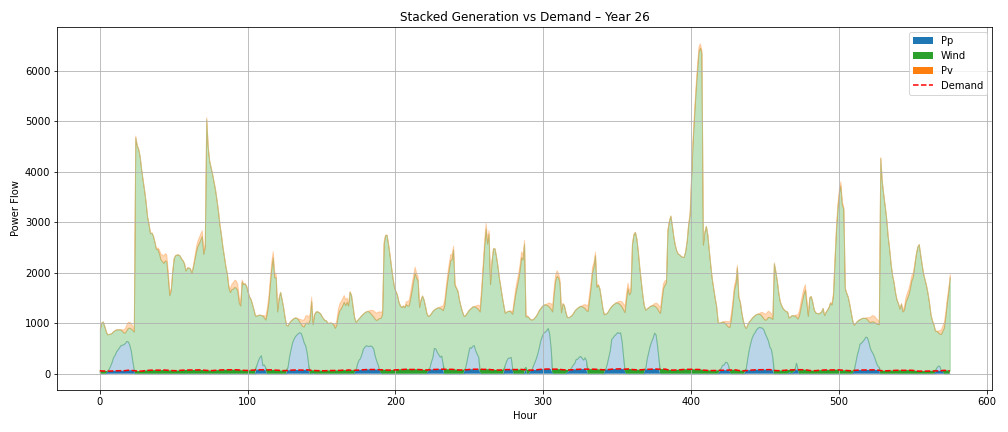 Stacked Generation vs Demand – Year 26
Power Flow
6000
5000
4000
3000
2000
1000
0
Pp
Wind
Pv
Demand
0 100 200 300 400 500 600
Hour